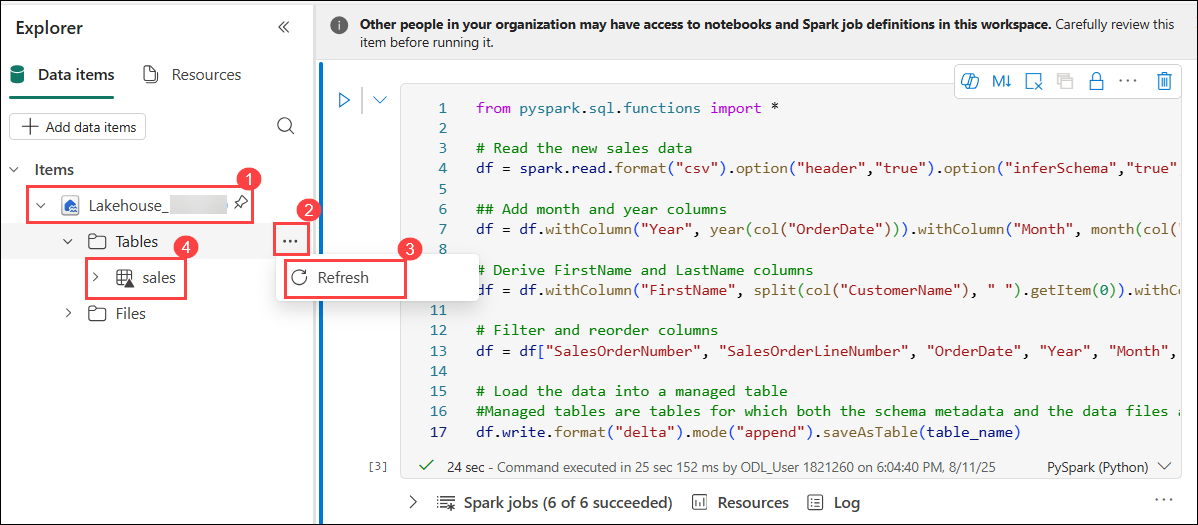 Explorer
Data items
Resources
Add data items
Items
1
Lakehouse_
2
Tables
...
3
4
sales
Refresh
Files
Other people in your organization may have access to notebooks and Spark job definitions in this workspace. Carefully review this
item before running it.
M↓
...
1 from pyspark.sql.functions import *
2
3 # Read the new sales data
4 df = spark.read.format("csv").option("header","true").option("inferSchema","true"
5
6 ## Add month and year columns
7 df = df.withColumn("Year", year(col("OrderDate"))).withColumn("Month", month(col("
8
# Derive FirstName and LastName columns
df = df.withColumn("FirstName", split(col("CustomerName"), " ").getItem(0)).withCo
11
12 # Filter and reorder columns
13 df = df["SalesOrderNumber", "SalesOrderLineNumber", "OrderDate", "Year", "Month",
14
15 # Load the data into a managed table
16 #Managed tables are tables for which both the schema metadata and the data files a
17 df.write.format("delta").mode("append").saveAsTable(table_name)
[3]
24 sec - Command executed in 25 sec 152 ms by ODL_User 1821260 on 6:04:40 PM, 8/11/25
PySpark (Python)
Spark jobs (6 of 6 succeeded)
Resources
Log
...